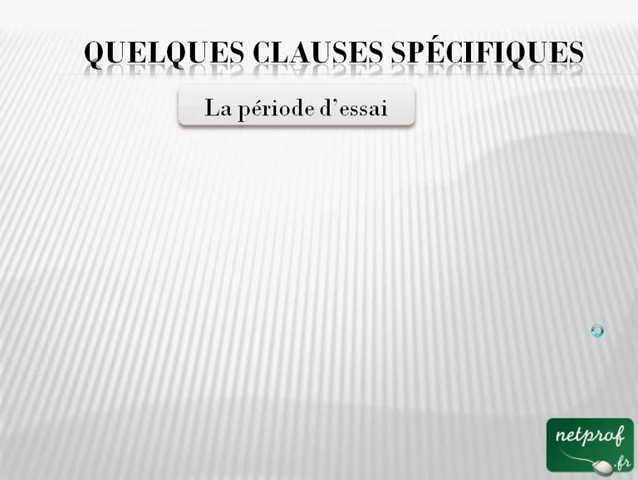 QUELQUES CLAUSES SPÉCIFIQUES
La période d'essai
netprof
.fr